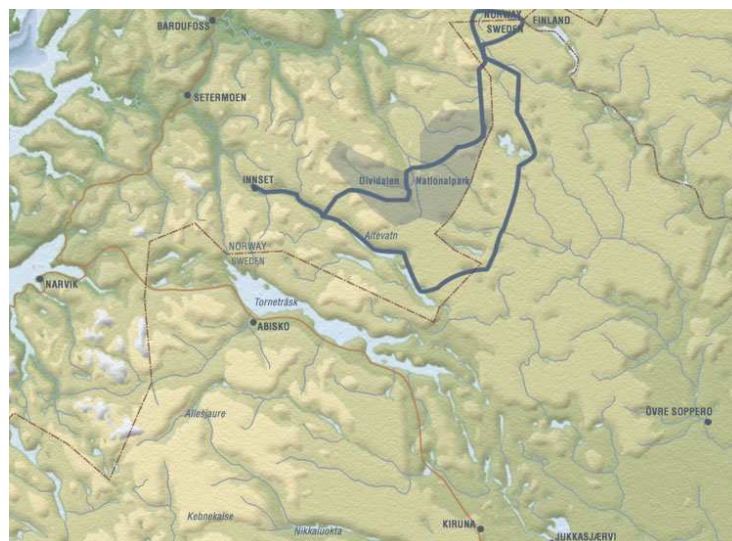 NORWAY
FINLAND
SWEDEN
BARDUFOSS
SETERMOEN
INNSET
Dividalen Nationalpark
Altevatn
NORWAY
SWEDEN
NARVIK
Torneträsk
ABISKO
Allesjaure
ÖVRE SOPPERO
Kebnekaise
Nikkaluokta
KIRUNA
JUKKASJÆRVI